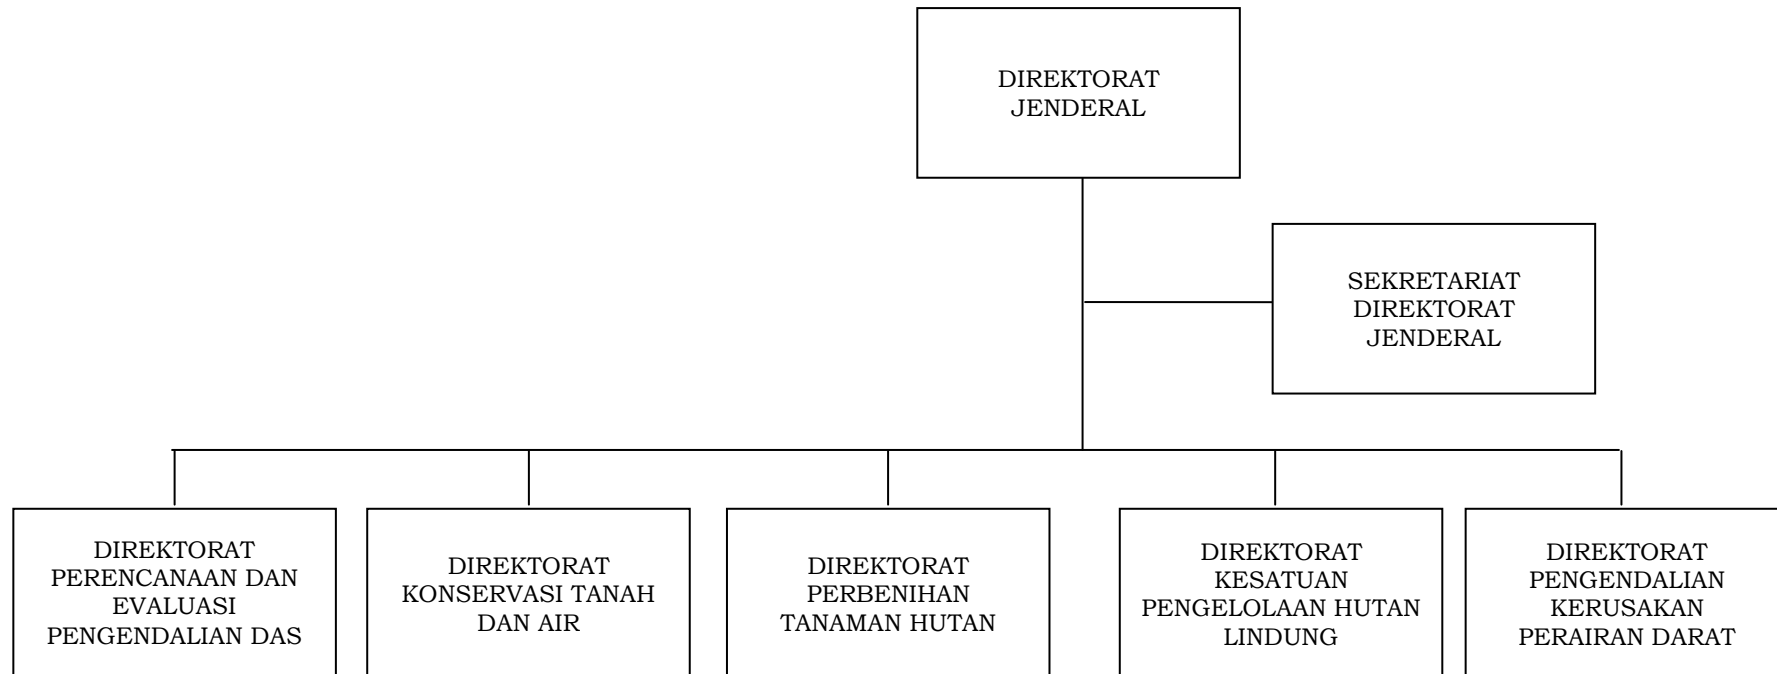 DIREKTORAT
JENDERAL
SEKRETARIAT
DIREKTORAT
JENDERAL
DIREKTORAT
PERENCANAAN DAN
EVALUASI
PENGENDALIAN DAS
DIREKTORAT
KONSERVASI TANAH
DAN AIR
DIREKTORAT
PERBENIHAN
TANAMAN HUTAN
DIREKTORAT
KESATUAN
PENGELOLAAN HUTAN
LINDUNG
DIREKTORAT
PENGENDALIAN
KERUSAKAN
PERAIRAN DARAT